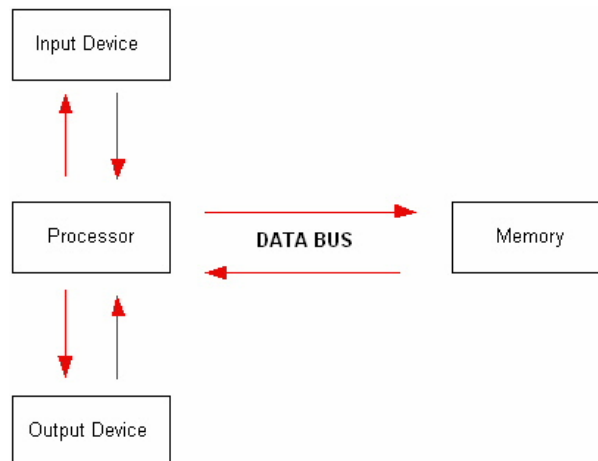 Input Device
Processor
DATA BUS
Memory
Output Device